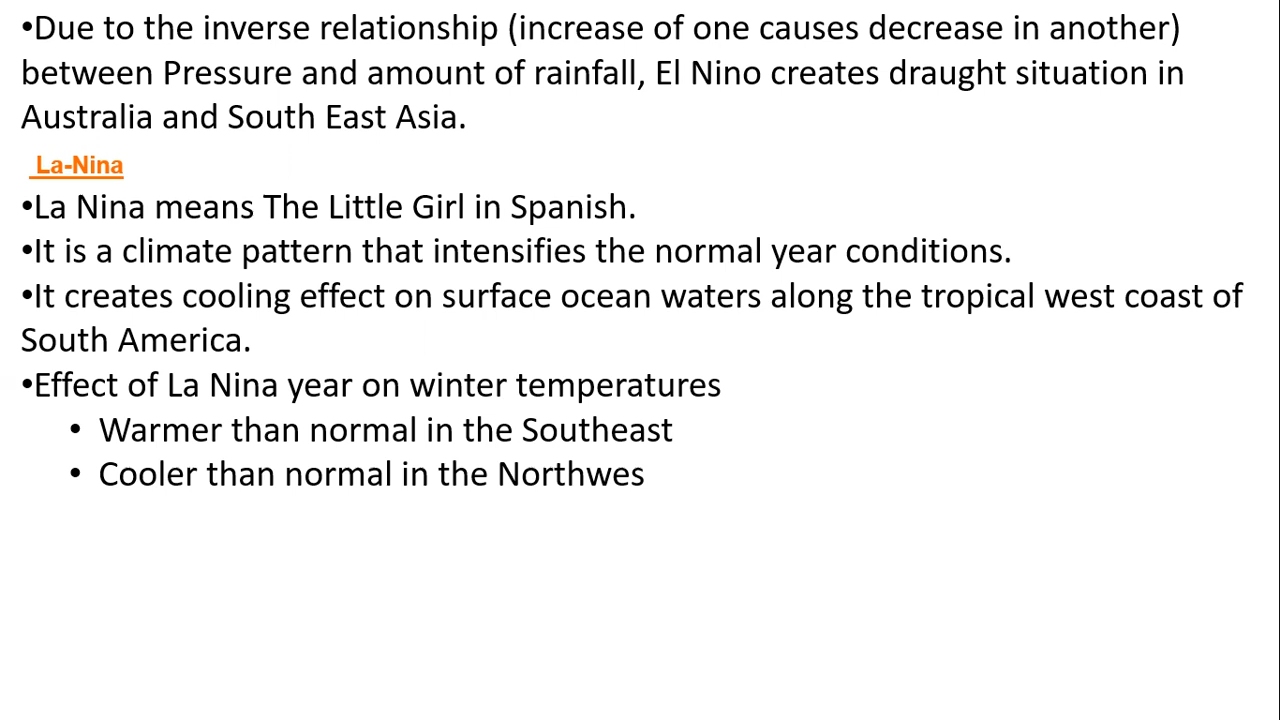 •Due to the inverse relationship (increase of one causes decrease in another)
between Pressure and amount of rainfall, El Nino creates draught situation in
Australia and South East Asia.
La-Nina
•La Nina means The Little Girl in Spanish.
•It is a climate pattern that intensifies the normal year conditions.
•It creates cooling effect on surface ocean waters along the tropical west coast of
South America.
•Effect of La Nina year on winter temperatures
• Warmer than normal in the Southeast
• Cooler than normal in the Northwes